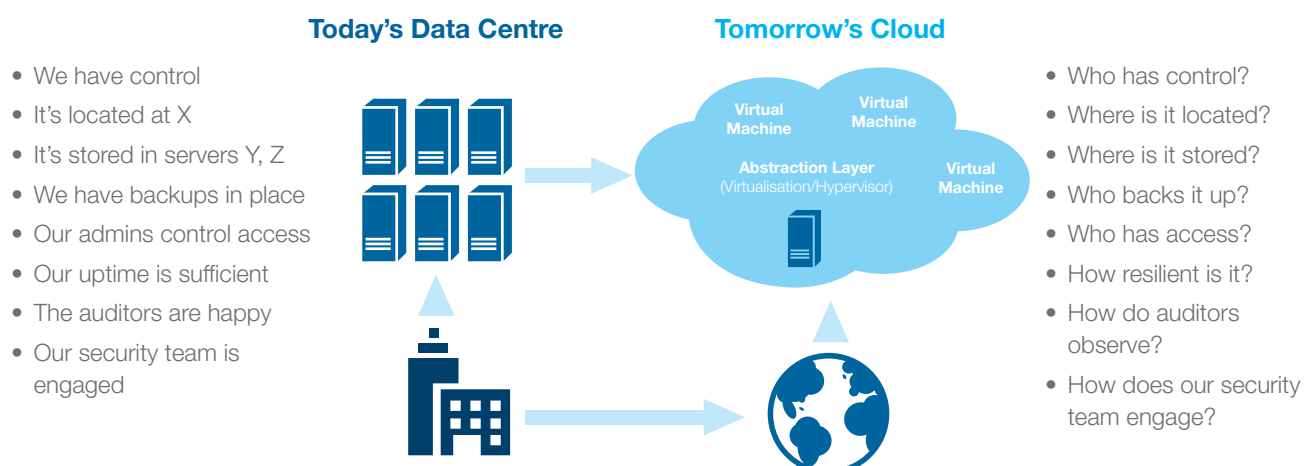 Today's Data Centre
Tomorrow's Cloud
• We have control
• It's located at X
• It's stored in servers Y, Z
• We have backups in place
• Our admins control access
• Our uptime is sufficient
• The auditors are happy
• Our security team is
engaged
Virtual
Machine
Virtual
Machine
Virtual
Machine
Abstraction Layer
(Virtualisation/Hypervisor)
• Who has control?
• Where is it located?
• Where is it stored?
• Who backs it up?
• Who has access?
• How resilient is it?
• How do auditors
observe?
• How does our security
team engage?